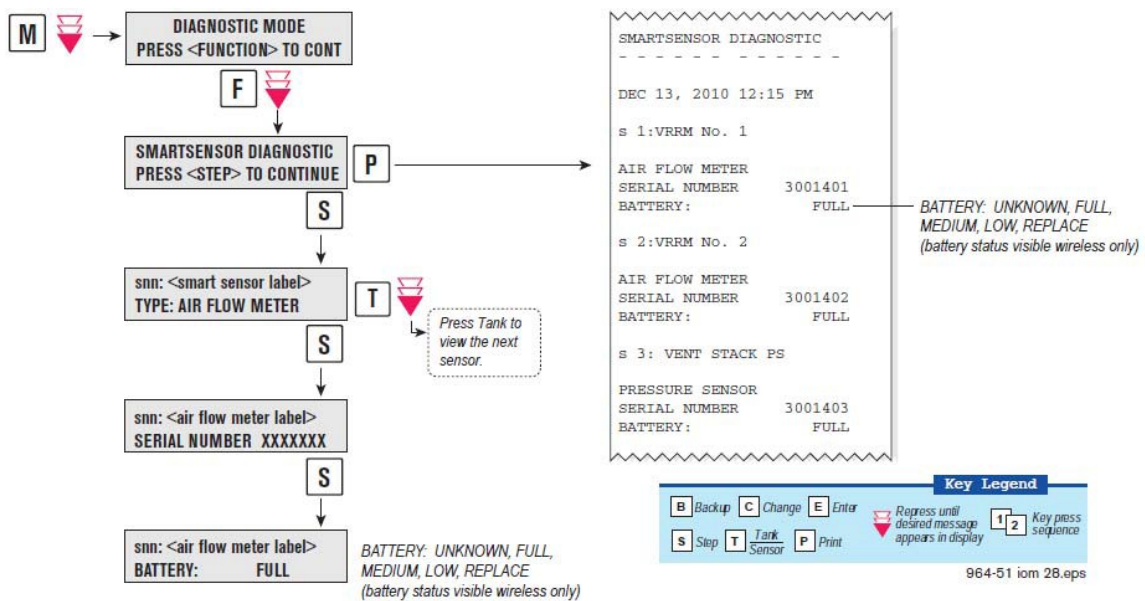 M
DIAGNOSTIC MODE
PRESS <FUNCTION> TO CONT
F
SMARTSENSOR DIAGNOSTIC
PRESS <STEP> TO CONTINUE
P
S
snn: <smart sensor label>
TYPE: AIR FLOW METER
T
Press Tank to
view the next
sensor.
S
snn: <air flow meter label>
SERIAL NUMBER XXXXXXX
S
snn: <air flow meter label>
BATTERY: FULL
BATTERY: UNKNOWN, FULL,
MEDIUM, LOW, REPLACE
(battery status visible wireless only)
SMARTSENSOR DIAGNOSTIC
- - - - - - - - - - - -
DEC 13, 2010 12:15 PM
s 1:VRRM No. 1
AIR FLOW METER
SERIAL NUMBER 3001401
BATTERY: FULL
s 2:VRRM No. 2
AIR FLOW METER
SERIAL NUMBER 3001402
BATTERY: FULL
s 3: VENT STACK PS
PRESSURE SENSOR
SERIAL NUMBER 3001403
BATTERY: FULL
BATTERY: UNKNOWN, FULL,
MEDIUM, LOW, REPLACE
(battery status visible wireless only)
Key Legend
B Backup C Change E Enter
S Step T Tank Sensor P Print
Repress until
desired message
appears in display
1 2 Key press
sequence
964-51 iom 28.eps